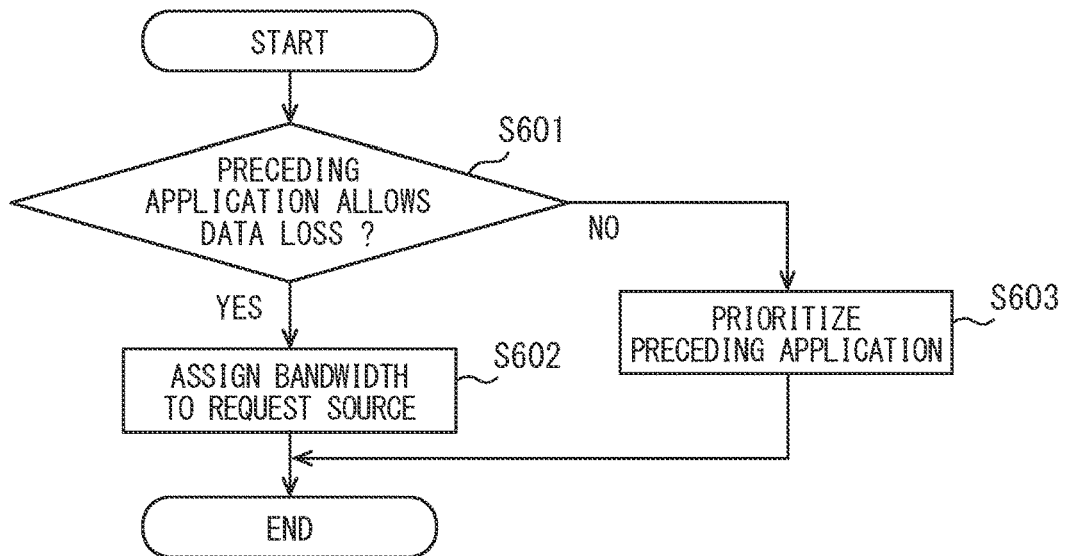 START
S601
PRECEDING
APPLICATION ALLOWS
DATA LOSS ?
NO
YES
S603
PRIORITIZE
PRECEDING APPLICATION
S602
ASSIGN BANDWIDTH
TO REQUEST SOURCE
END